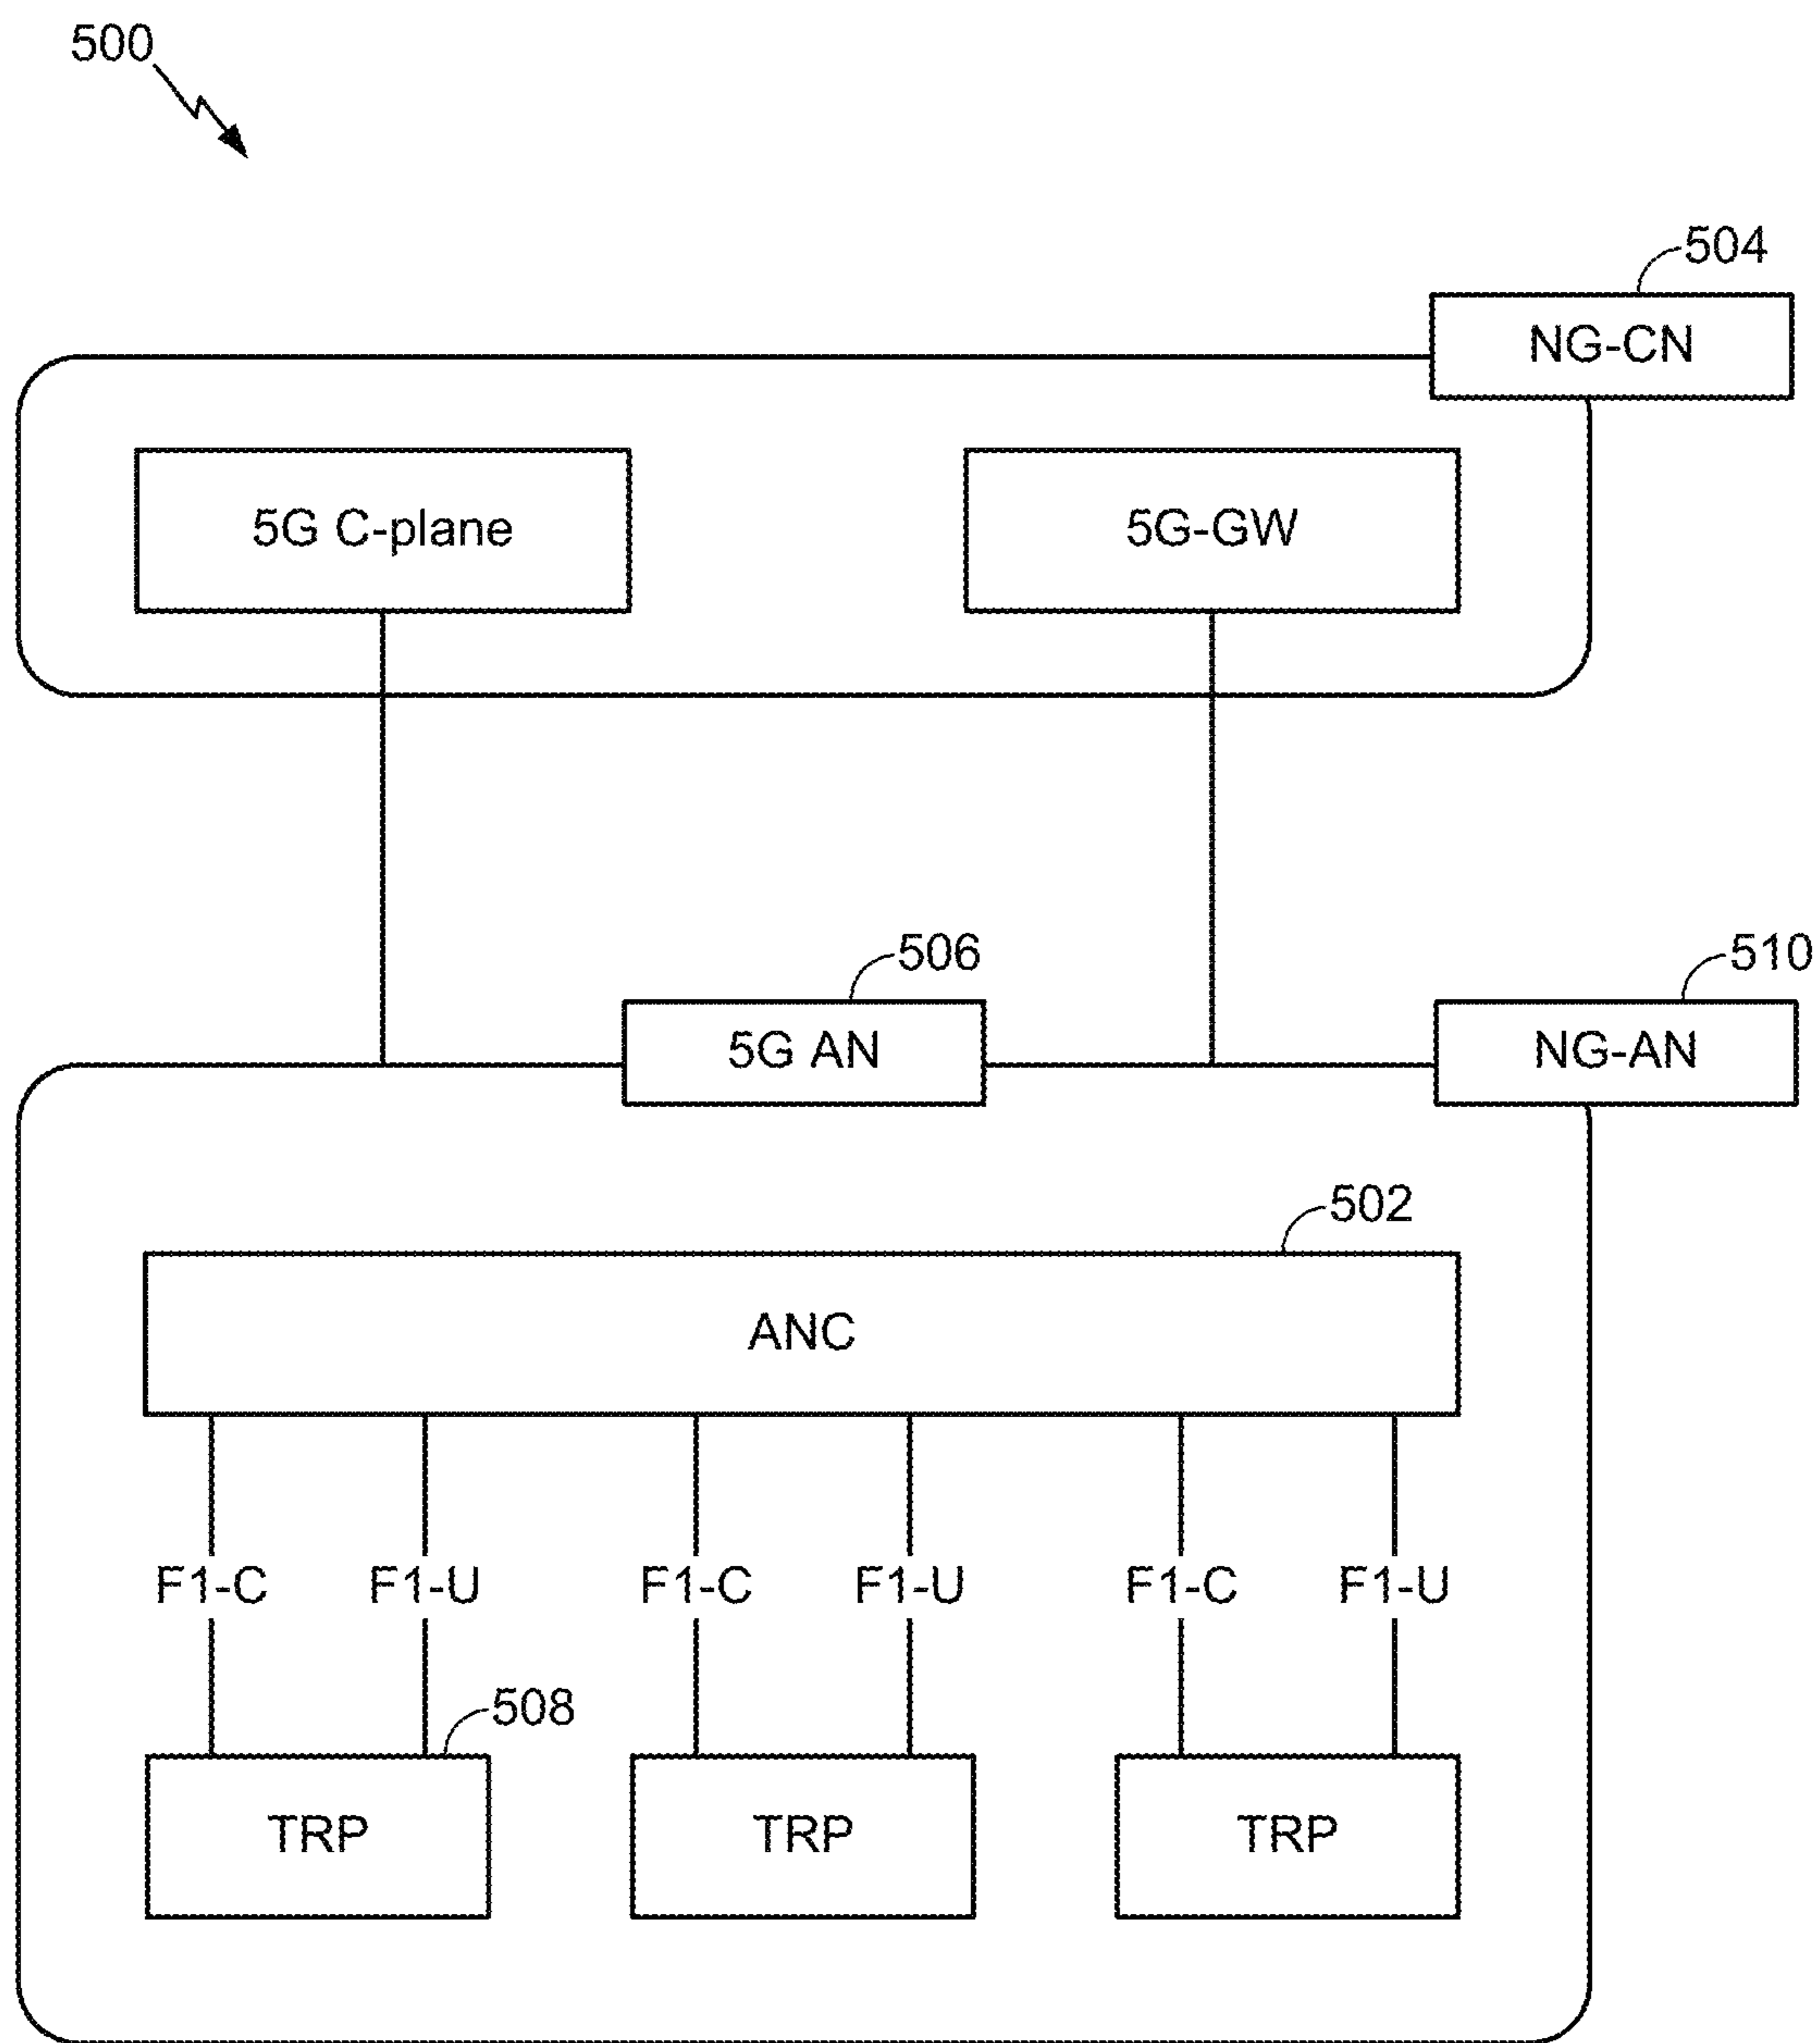 500
504
NG-CN
5G C-plane
5G-GW
506
510
5G AN
NG-AN
502
ANC
F1-C
F1-U
F1-C
F1-U
F1-C
F1-U
508
TRP
TRP
TRP